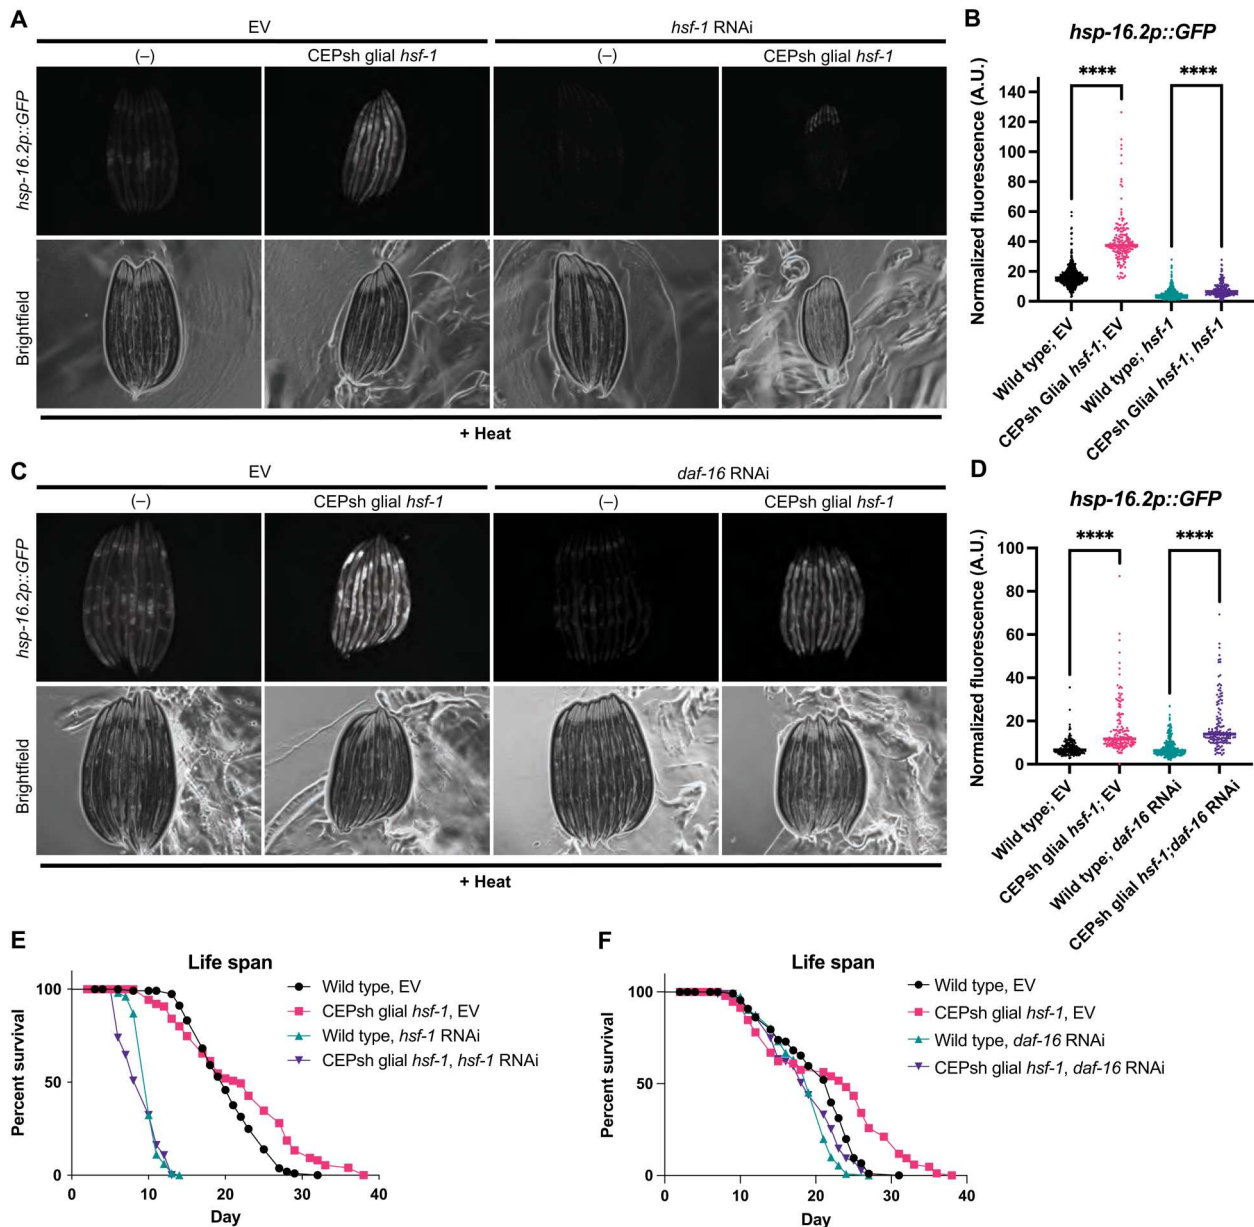 A
EV
hsf-1 RNAi
(–)
CEPsh glial hsf-1
(–)
CEPsh glial hsf-1
hsp-16.2p::GFP
Brightfield
+ Heat
B
hsp-16.2p::GFP
Normalized fluorescence (A.U.)
140
120
100
80
60
40
20
0
****
****
Wild type; EV
CEPsh Glial hsf-1; EV
Wild type; hsf-1
CEPsh Glial hsf-1; hsf-1
C
EV
daf-16 RNAi
(–)
CEPsh glial hsf-1
(–)
CEPsh glial hsf-1
hsp-16.2p::GFP
Brightfield
+ Heat
D
hsp-16.2p::GFP
Normalized fluorescence (A.U.)
100
80
60
40
20
0
****
****
Wild type; EV
CEPsh glial hsf-1; EV
Wild type; daf-16 RNAi
CEPsh glial hsf-1;daf-16 RNAi
E
Life span
Percent survival
100
50
0
0 10 20 30 40
Day
Wild type, EV
CEPsh glial hsf-1, EV
Wild type, hsf-1 RNAi
CEPsh glial hsf-1, hsf-1 RNAi
F
Life span
Percent survival
100
50
0
0 10 20 30 40
Day
Wild type, EV
CEPsh glial hsf-1, EV
Wild type, daf-16 RNAi
CEPsh glial hsf-1, daf-16 RNAi